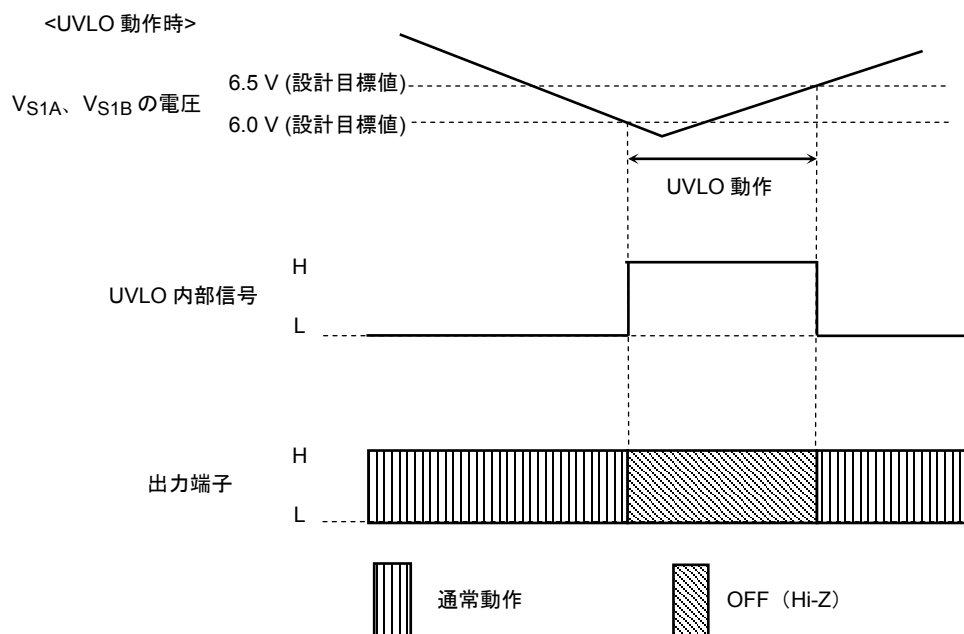 <UVLO 動作時>
6.5 V (設計目標値)
VS1A、VS1B の電圧
6.0 V (設計目標値)
UVLO 動作
H
UVLO 内部信号
L
H
出力端子
L
通常動作
OFF（Hi-Z）